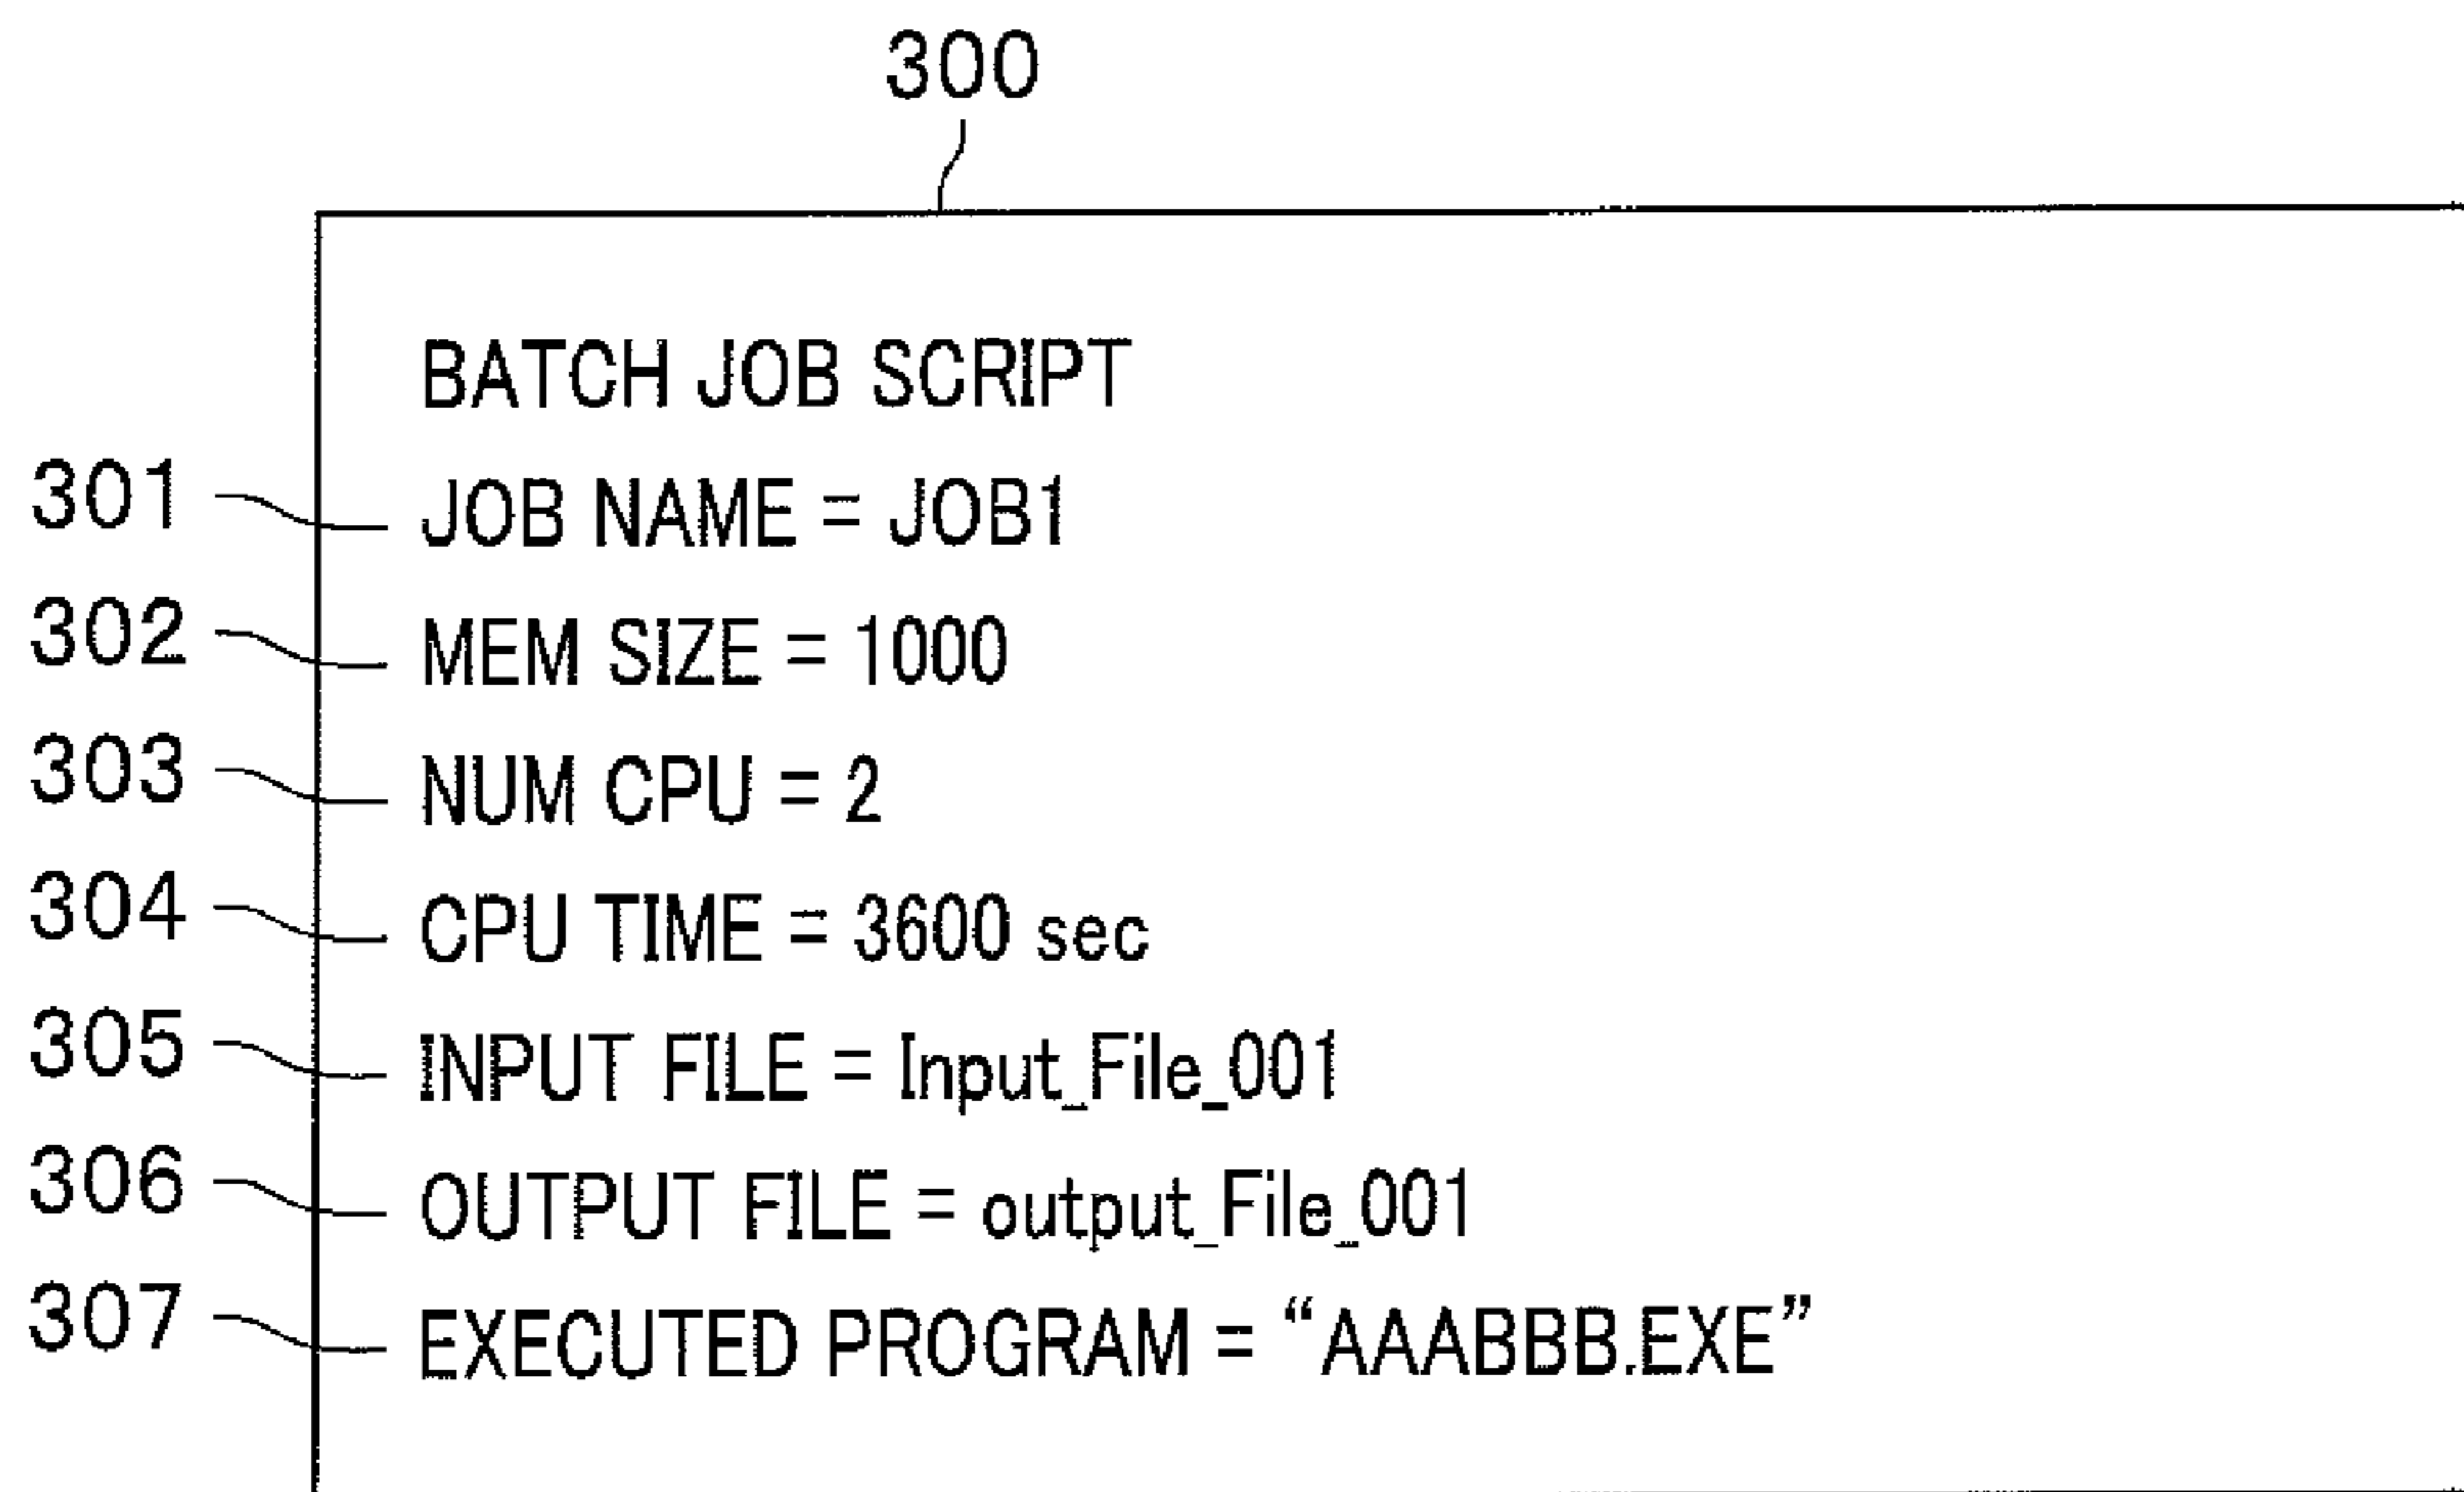 300
BATCH JOB SCRIPT
301 JOB NAME = JOB1
302 MEM SIZE = 1000
303 NUM CPU = 2
304 CPU TIME = 3600 sec
305 INPUT FILE = Input_File_001
306 OUTPUT FILE = output_File_001
307 EXECUTED PROGRAM = “AAABBB.EXE”